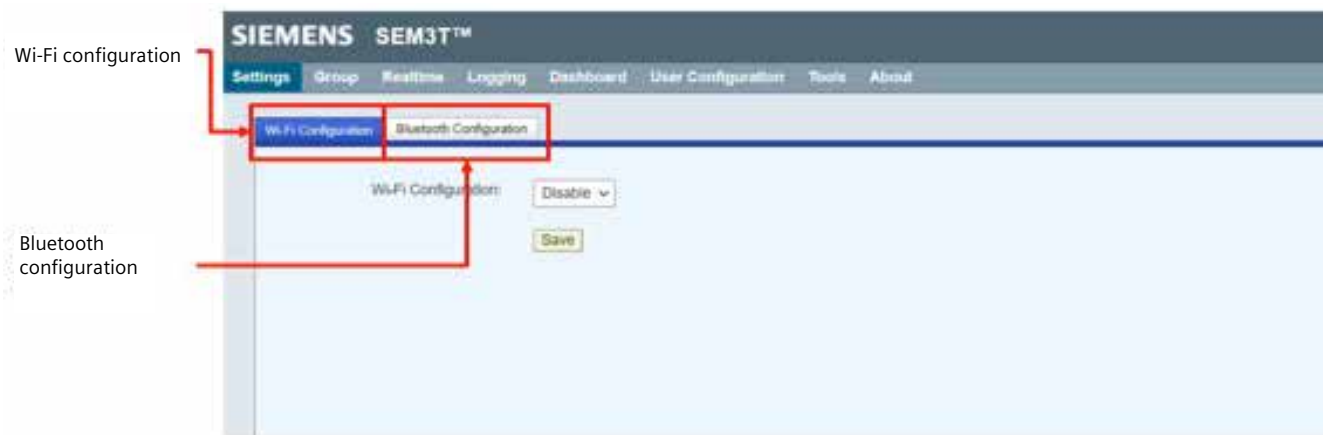 SIEMENS SEM3T™
Wi-Fi configuration
Settings Group Realtime Logging Dashboard User Configuration Tools About
Wi-Fi Configuration Bluetooth Configuration
Wi-Fi Configuration: Disable
Save
Bluetooth
configuration